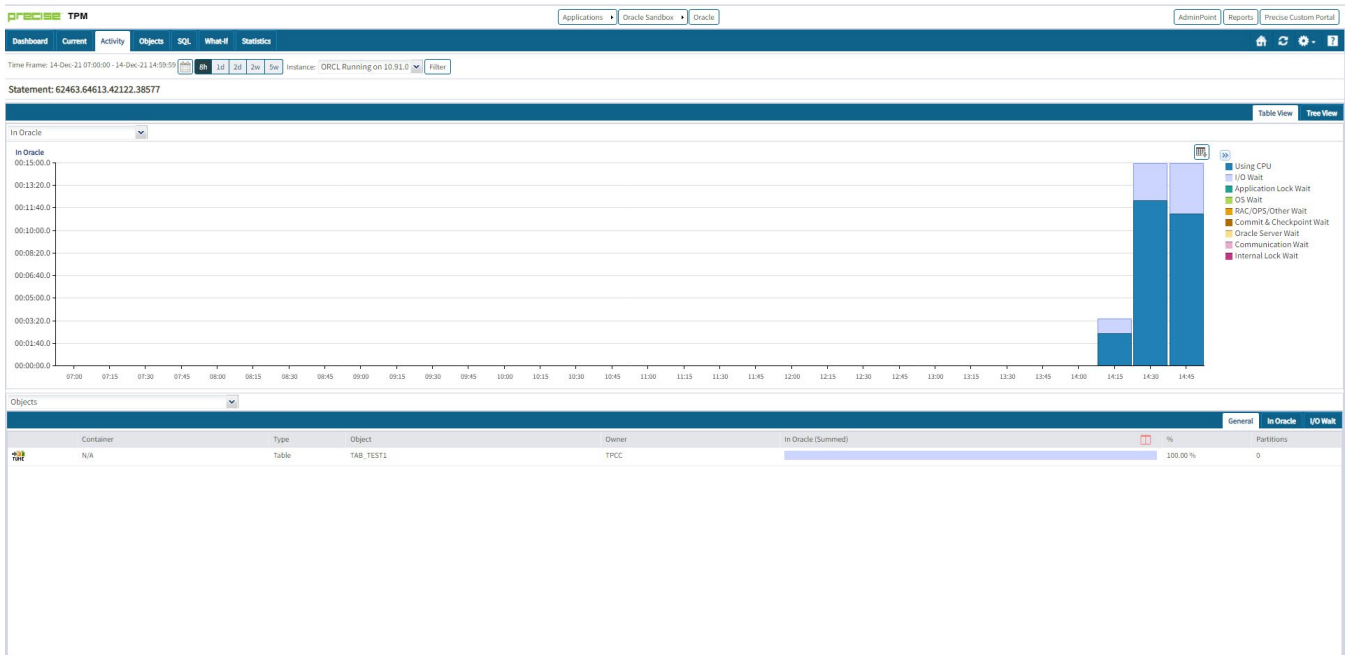 precise TPM
Applications Oracle Sandbox Oracle
AdminPoint Reports Precise Custom Portal
Dashboard Current Activity Objects SQL What-If Statistics
Time Frame: 14-Dec-21 07:00:00 - 14-Dec-21 14:59:59 8h 1d 2d 2w 5w Instance: ORCL Running on 10.91.0 Filter
Statement: 62463.64613.42122.38577
Table View Tree View
In Oracle
In Oracle
00:15:00.0
00:13:20.0
00:11:40.0
00:10:00.0
00:08:20.0
00:06:40.0
00:05:00.0
00:03:20.0
00:01:40.0
00:00:00.0
07:00 07:15 07:30 07:45 08:00 08:15 08:30 08:45 09:00 09:15 09:30 09:45 10:00 10:15 10:30 10:45 11:00 11:15 11:30 11:45 12:00 12:15 12:30 12:45 13:00 13:15 13:30 13:45 14:00 14:15 14:30 14:45
Using CPU
I/O Wait
Application Lock Wait
OS Wait
RAC/OPS/Other Wait
Commit & Checkpoint Wait
Oracle Server Wait
Communication Wait
Internal Lock Wait
Objects
General In Oracle I/O Wait
Container Type Object Owner In Oracle (Summed) % Partitions
TUNE N/A Table TAB_TEST1 TPCC 100.00 % 0